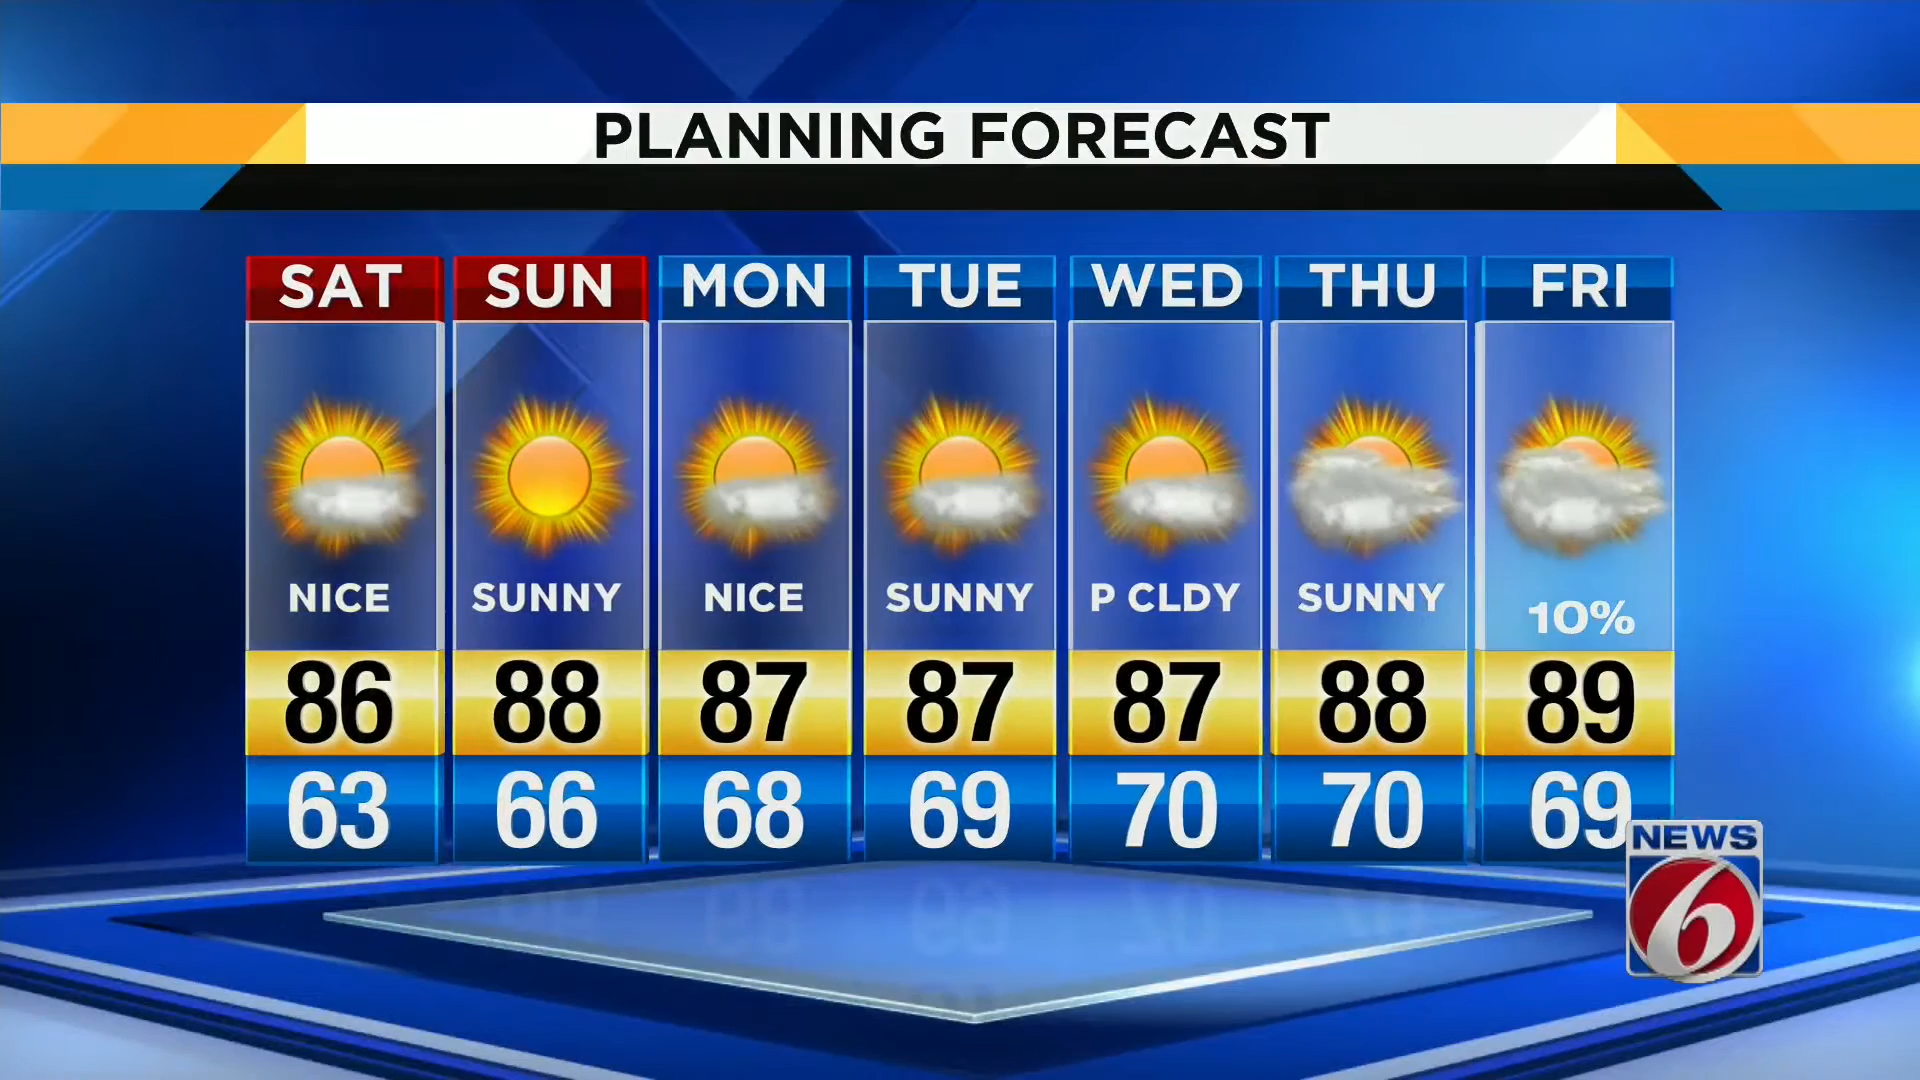 PLANNING FORECAST
SAT SUN MON TUE WED THU FRI
NICE SUNNY NICE SUNNY P CLDY SUNNY 10%
86 88 87 87 87 88 89
63 66 68 69 70 70 69
NEWS
6